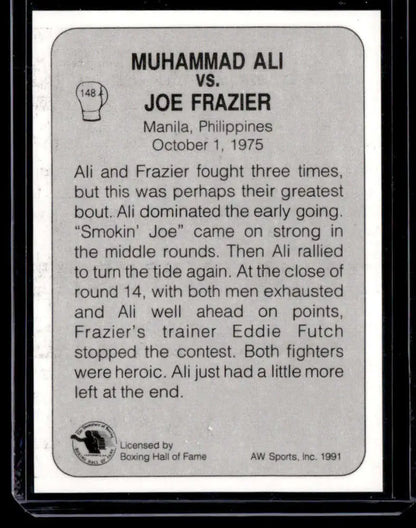 MUHAMMAD ALI
VS.
148
JOE FRAZIER
Manila, Philippines
October 1, 1975
Ali and Frazier fought three times,
but this was perhaps their greatest
bout. Ali dominated the early going.
"Smokin' Joe" came on strong in
the middle rounds. Then Ali rallied
to turn the tide again. At the close of
round 14, with both men exhausted
and Ali well ahead on points,
Frazier's trainer Eddie Futch
stopped the contest. Both fighters
were heroic. Ali just had a little more
left at the end.
Licensed by
Boxing Hall of Fame
AW Sports, Inc. 1991